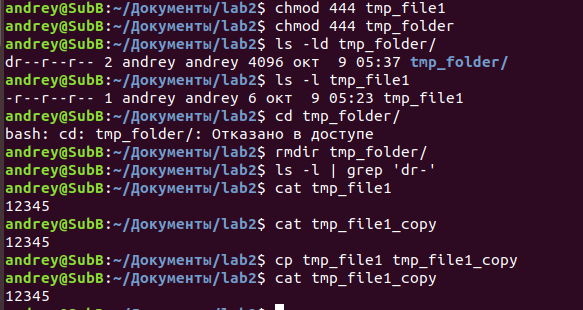 andrey@SubB:~/Документы/lab2$ chmod 444 tmp_file1
andrey@SubB:~/Документы/lab2$ chmod 444 tmp_folder
andrey@SubB:~/Документы/lab2$ ls -ld tmp_folder/
dr--r--r-- 2 andrey andrey 4096 окт  9 05:37 tmp_folder/
andrey@SubB:~/Документы/lab2$ ls -l tmp_file1
-r--r--r-- 1 andrey andrey 6 окт  9 05:23 tmp_file1
andrey@SubB:~/Документы/lab2$ cd tmp_folder/
bash: cd: tmp_folder/: Отказано в доступе
andrey@SubB:~/Документы/lab2$ rmdir tmp_folder/
andrey@SubB:~/Документы/lab2$ ls -l | grep 'dr-'
andrey@SubB:~/Документы/lab2$ cat tmp_file1
12345
andrey@SubB:~/Документы/lab2$ cat tmp_file1_copy
12345
andrey@SubB:~/Документы/lab2$ cp tmp_file1 tmp_file1_copy
andrey@SubB:~/Документы/lab2$ cat tmp_file1_copy
12345
andrey@SubB:~/Документы/lab2$